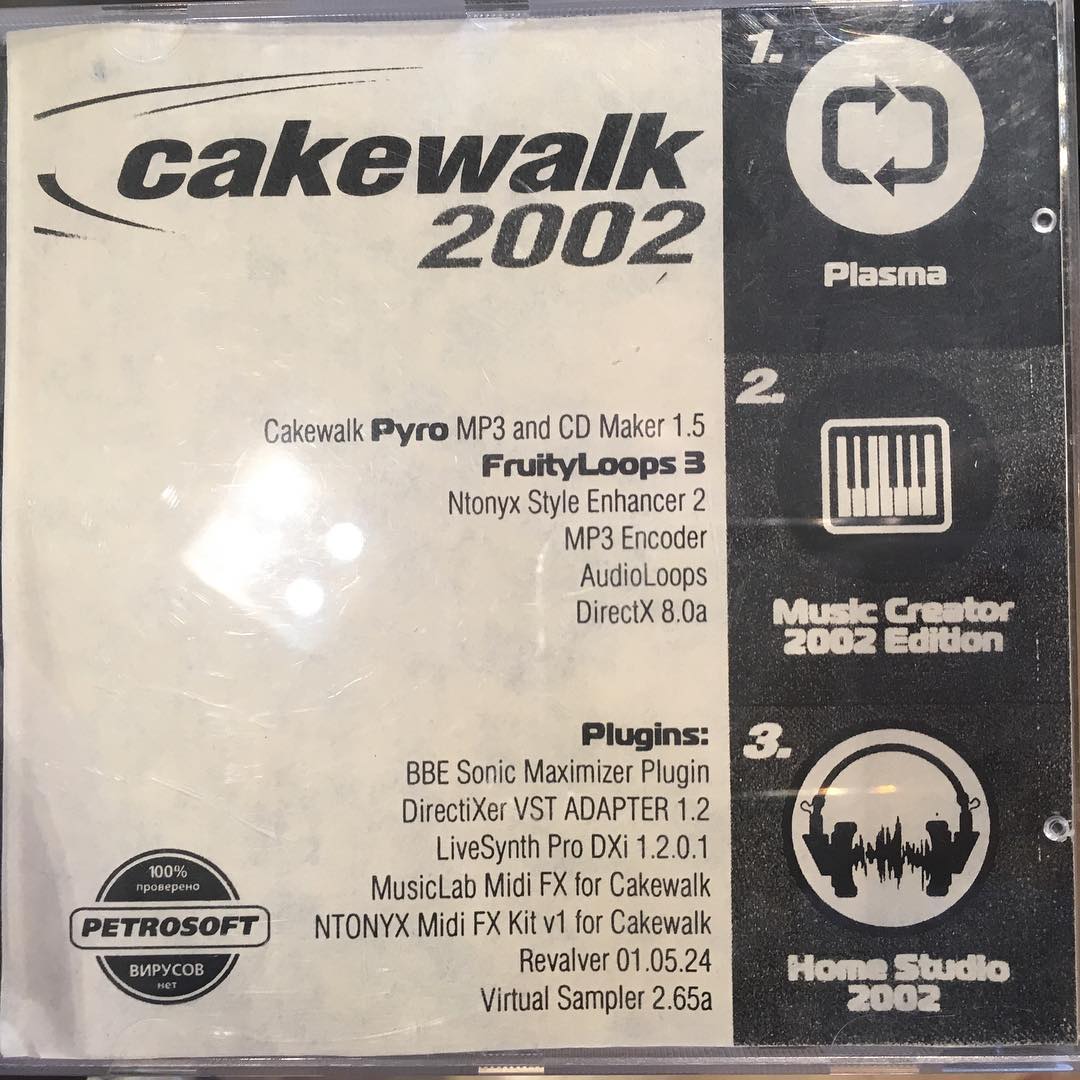 cakewalk
2002
Cakewalk Pyro MP3 and CD Maker 1.5
FruityLoops 3
Ntonyx Style Enhancer 2
MP3 Encoder
AudioLoops
DirectX 8.0a
Plugins:
BBE Sonic Maximizer Plugin
DirectiXer VST ADAPTER 1.2
LiveSynth Pro DXi 1.2.0.1
MusicLab Midi FX for Cakewalk
NTONYX Midi FX Kit v1 for Cakewalk
Revalver 01.05.24
Virtual Sampler 2.65a
100%
проверено
PETROSOFT
ВИРУСОВ
нет
1.
Plasma
2.
Music Creator
2002 Edition
3.
Home Studio
2002